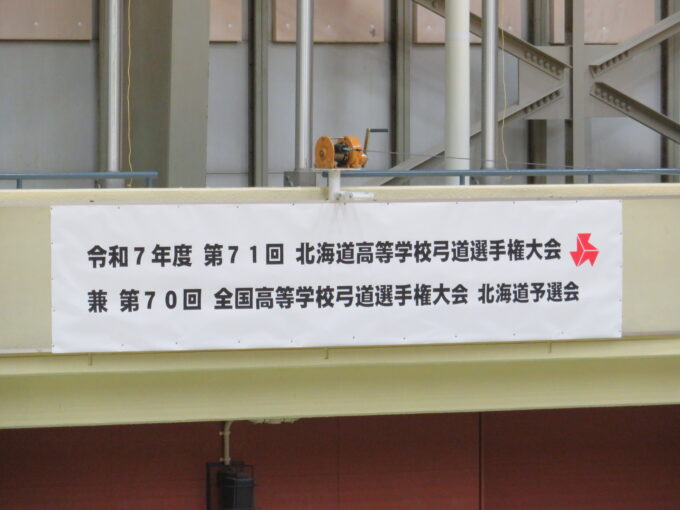 令和７年度 第７１回 北海道高等学校弓道選手権大会
兼 第７０回 全国高等学校弓道選手権大会 北海道予選会